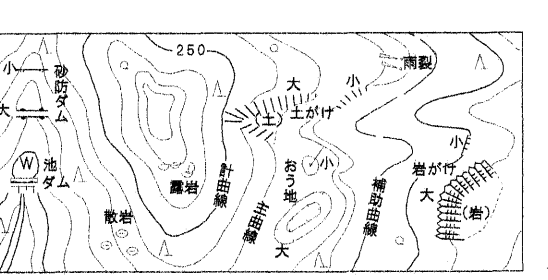 250
小
砂防ダム
大
W
池
ダム
露岩
散岩
計曲線
主曲線
大
土がけ
(土)
小
雨裂
おう地
小
大
補助曲線
小
岩がけ
大
(岩)